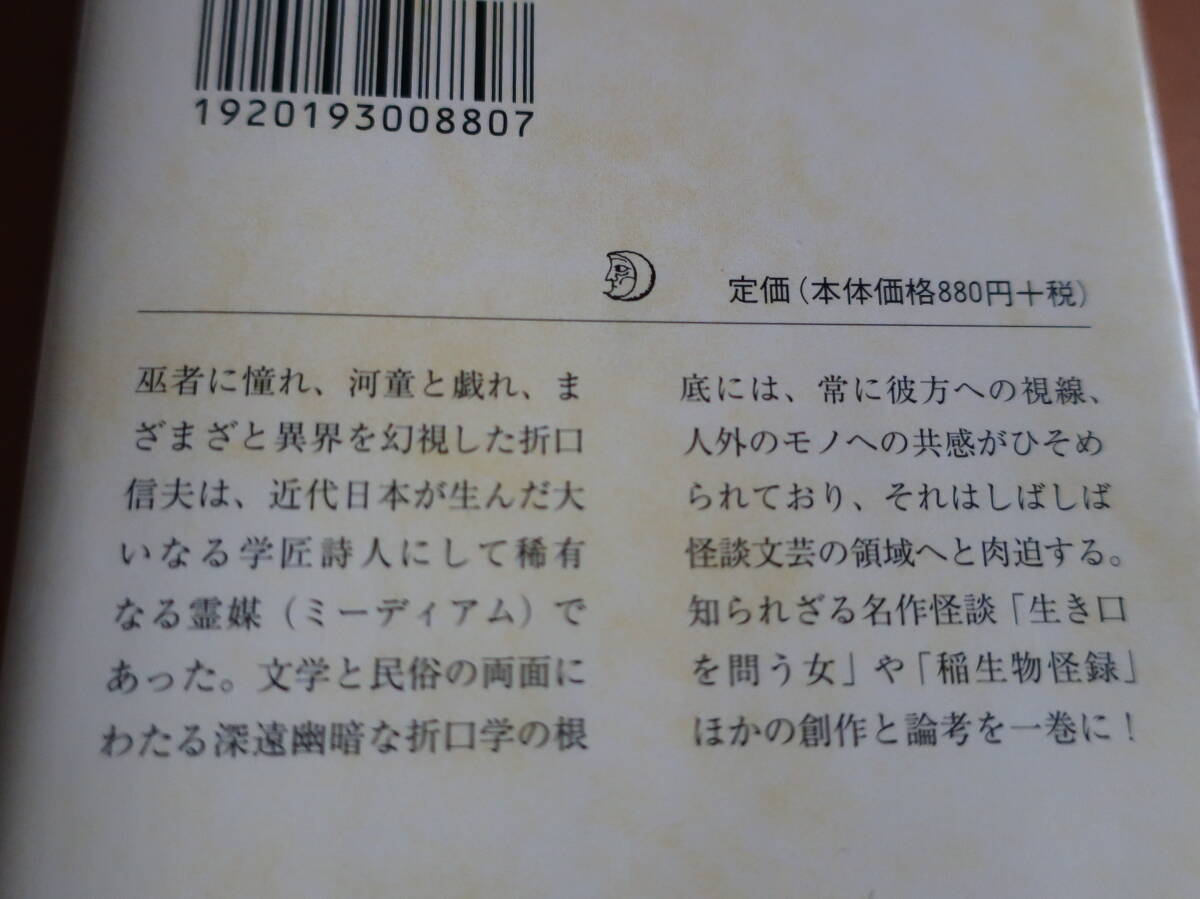 1920193008807
定価(本体価格880円+税)
巫者に憧れ、河童と戯れ、ま
ざまざと異界を幻視した折口
信夫は、近代日本が生んだ大
いなる学匠詩人にして稀有
なる霊媒（ミーディアム）で
あった。文学と民俗の両面に
わたる深遠幽暗な折口学の根
底には、常に彼方への視線、
人外のモノへの共感がひそめ
られており、それはしばしば
怪談文芸の領域へと肉迫する。
知られざる名作怪談「生き口
を問う女」や「稲生物怪録」
ほかの創作と論考を一巻に！